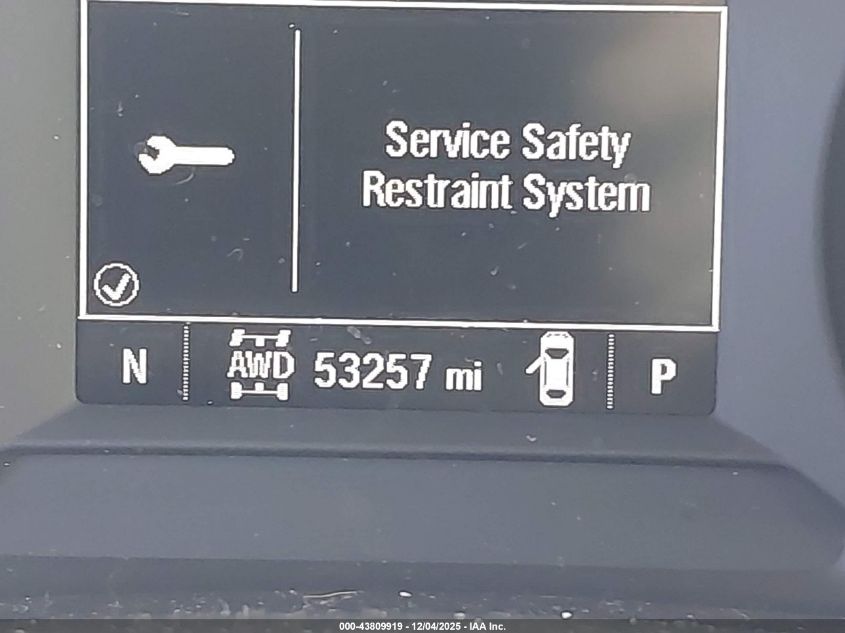 Service Safety
Restraint System
N AWD 53257 mi P
000-43809919 - 12/04/2025 - IAA Inc.